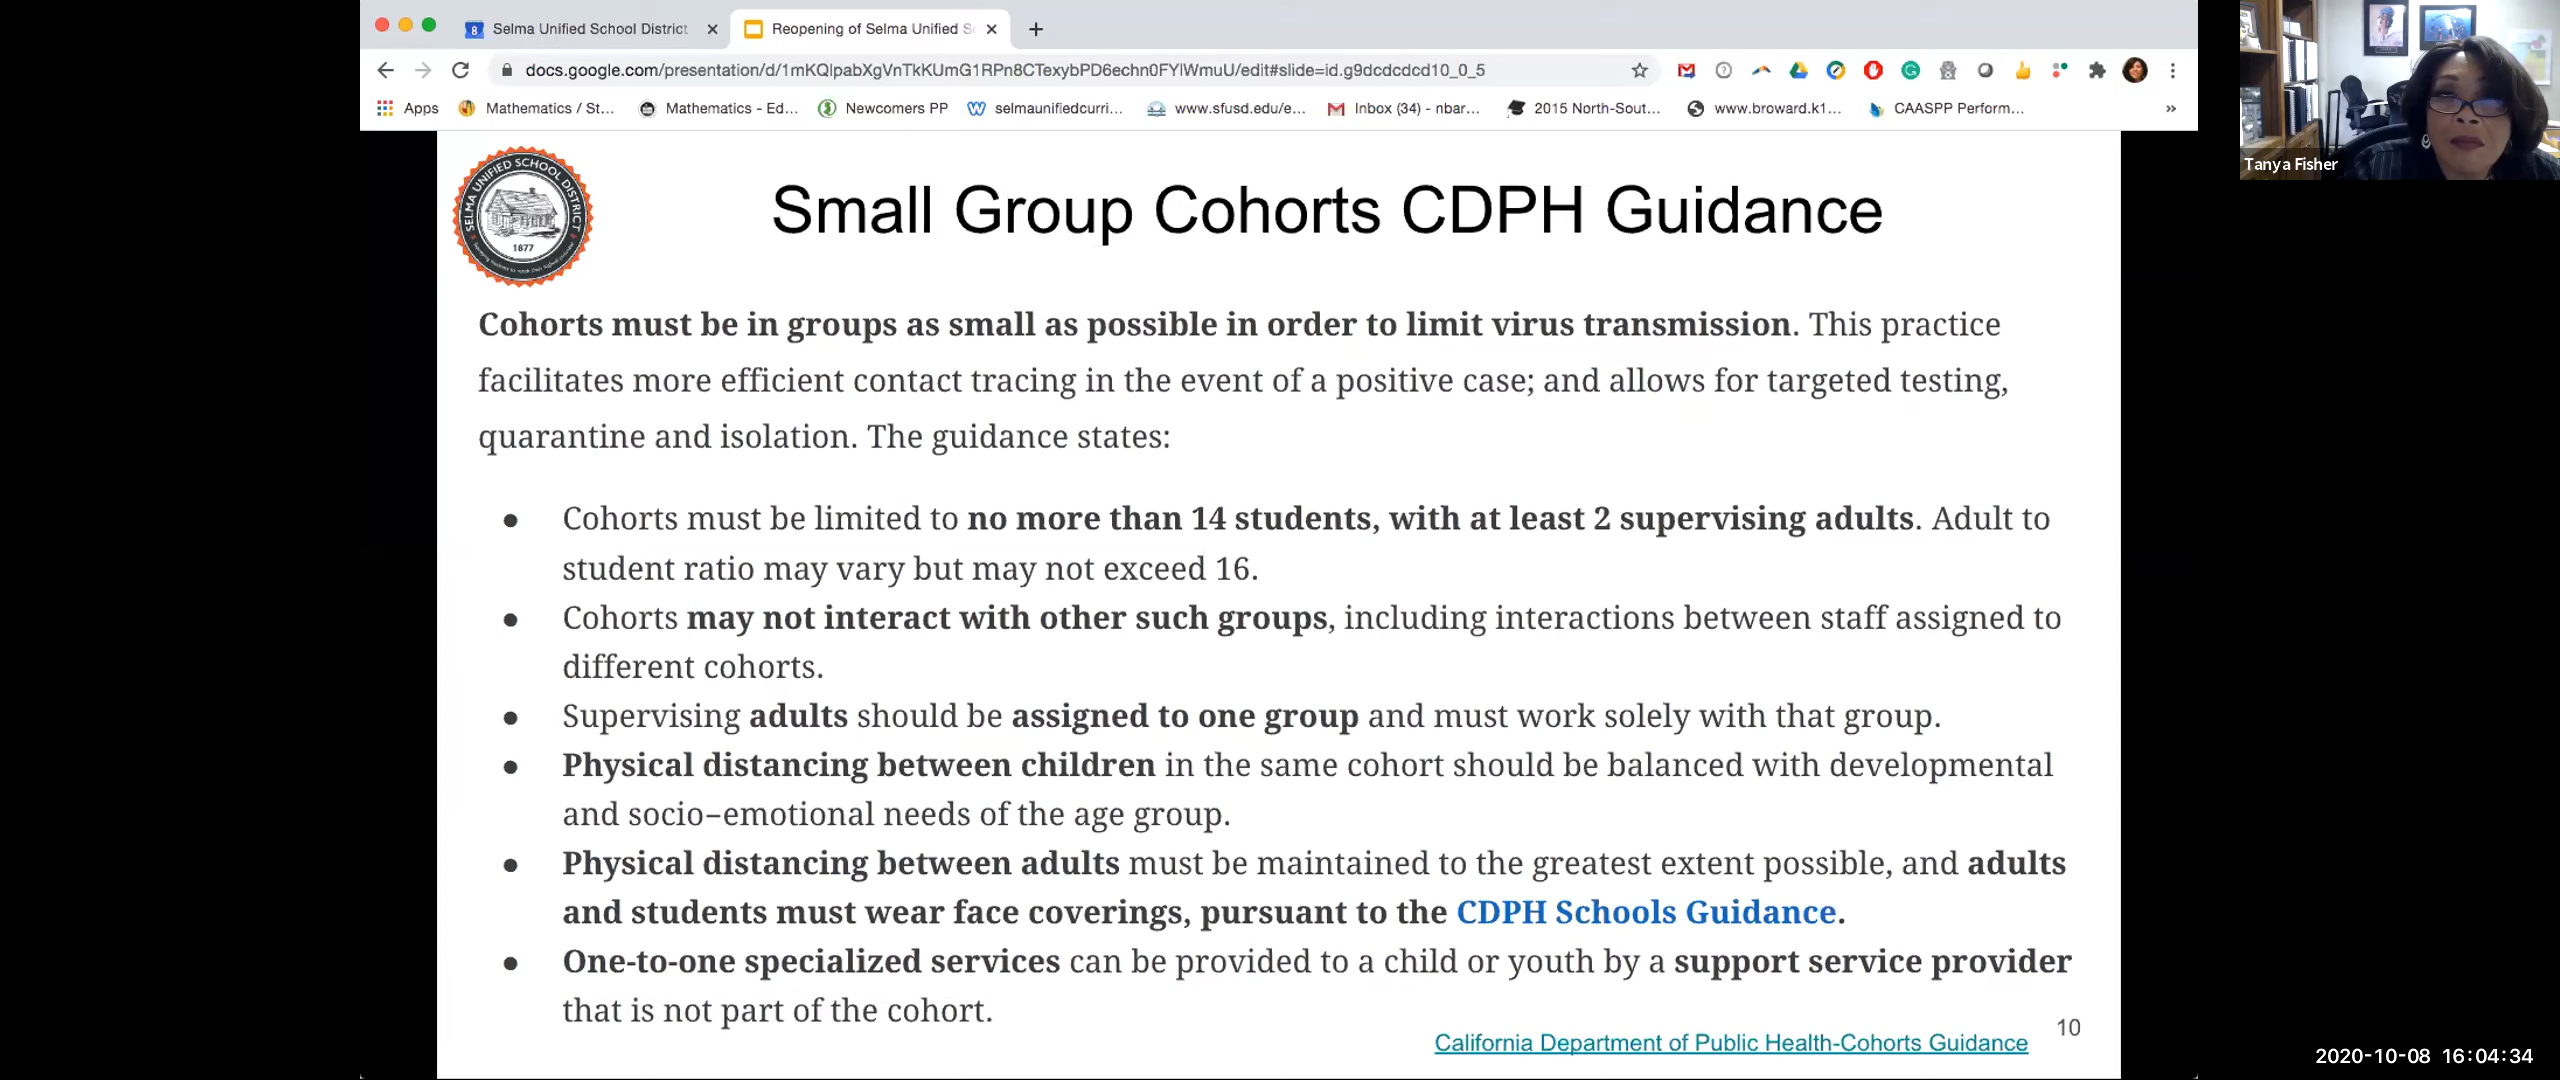 Selma Unified School District
Reopening of Selma Unified S
docs.google.com/presentation/d/1mKQlpabXgVnTkKUmG1RPn8CTexybPD6echn0FYlWmuU/edit#slide=id.g9dcdcdcd10_0_5
Apps
Mathematics / St...
Mathematics - Ed...
Newcomers PP
selmaunifiedcurri...
www.sfusd.edu/e...
Inbox (34) - nbar...
2015 North-Sout...
www.broward.k1...
CAASPP Perform...
»
Tanya Fisher
SELMA UNIFIED SCHOOL DISTRICT
1877
Small Group Cohorts CDPH Guidance
Cohorts must be in groups as small as possible in order to limit virus transmission. This practice
facilitates more efficient contact tracing in the event of a positive case; and allows for targeted testing,
quarantine and isolation. The guidance states:
● Cohorts must be limited to no more than 14 students, with at least 2 supervising adults. Adult to
student ratio may vary but may not exceed 16.
● Cohorts may not interact with other such groups, including interactions between staff assigned to
different cohorts.
● Supervising adults should be assigned to one group and must work solely with that group.
● Physical distancing between children in the same cohort should be balanced with developmental
and socio−emotional needs of the age group.
● Physical distancing between adults must be maintained to the greatest extent possible, and adults
and students must wear face coverings, pursuant to the CDPH Schools Guidance.
● One-to-one specialized services can be provided to a child or youth by a support service provider
that is not part of the cohort.
California Department of Public Health-Cohorts Guidance
10
2020-10-08 16:04:34